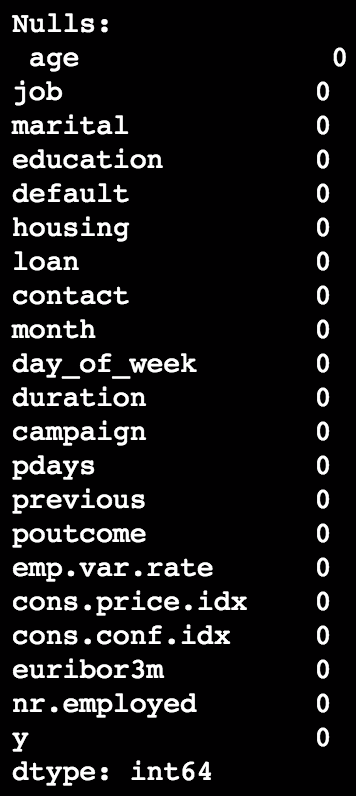 Nulls:
 age               0
job               0
marital           0
education         0
default           0
housing           0
loan              0
contact           0
month             0
day_of_week       0
duration          0
campaign          0
pdays             0
previous          0
poutcome          0
emp.var.rate      0
cons.price.idx    0
cons.conf.idx     0
euribor3m         0
nr.employed       0
y                 0
dtype: int64